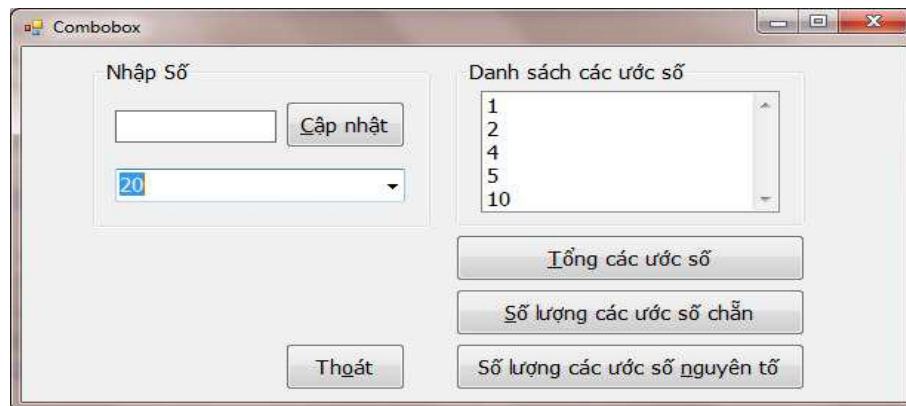 Combobox
Nhập Số
Cập nhật
20
Danh sách các ước số
1
2
4
5
10
Tổng các ước số
Số lượng các ước số chẵn
Thoát
Số lượng các ước số nguyên tố